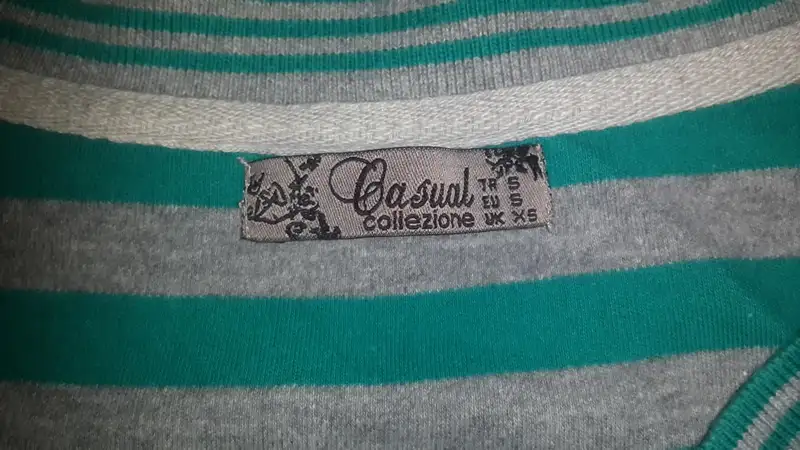 Casual
collezione
TR S
EU S
UK XS